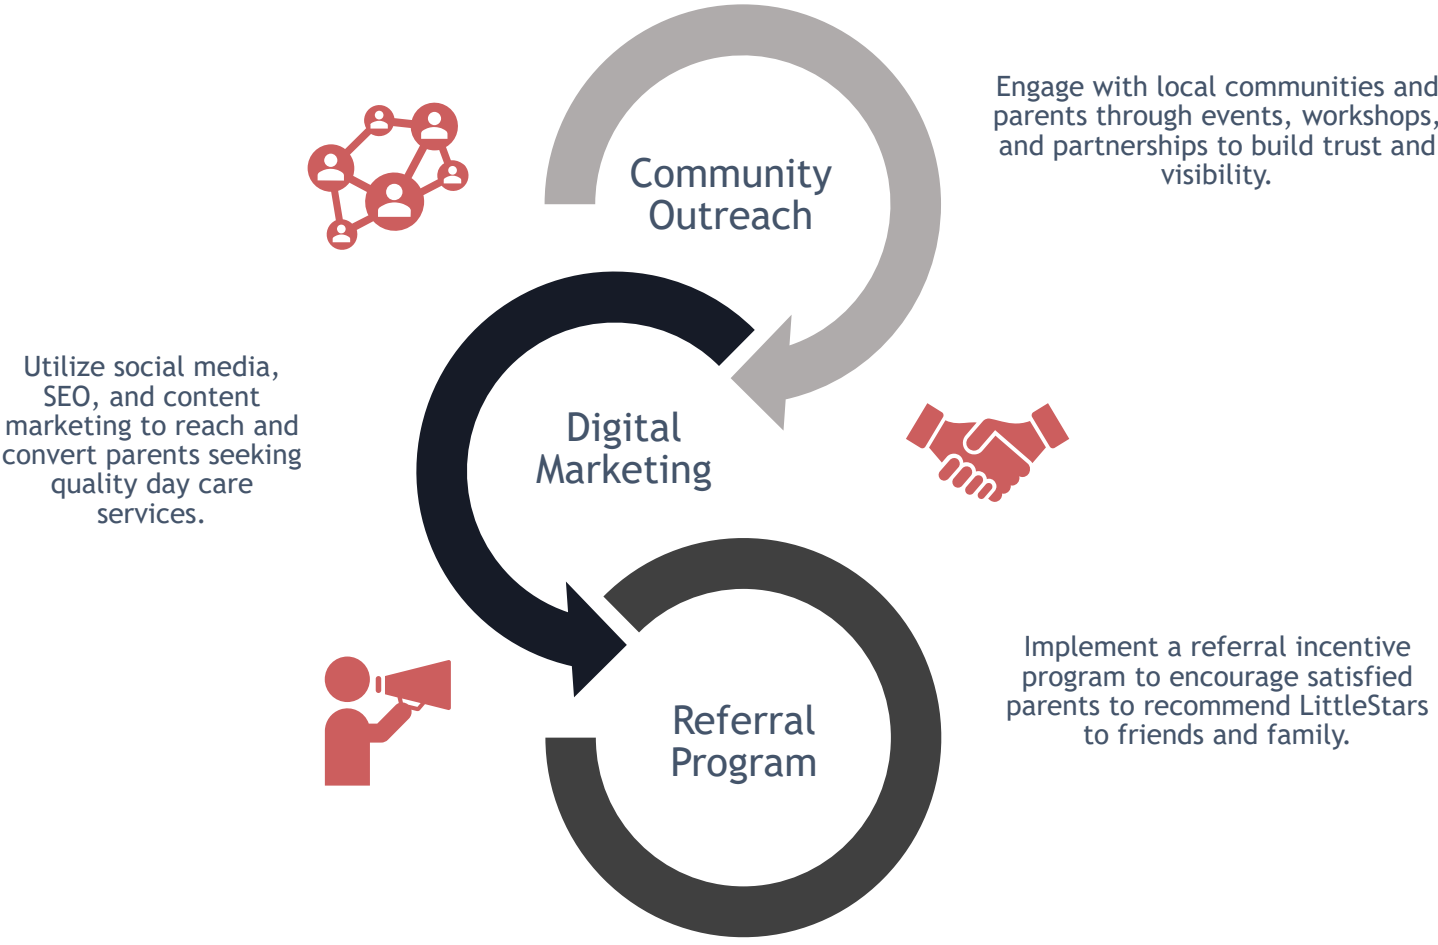 Community
Outreach
Engage with local communities and
parents through events, workshops,
and partnerships to build trust and
visibility.
Digital
Marketing
Utilize social media,
SEO, and content
marketing to reach and
convert parents seeking
quality day care
services.
Referral
Program
Implement a referral incentive
program to encourage satisfied
parents to recommend LittleStars
to friends and family.